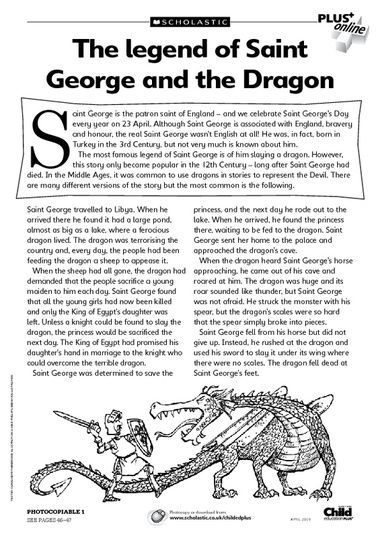 SCHOLASTIC
PLUS+
online
The legend of Saint
George and the Dragon
Saint George is the patron saint of England – and we celebrate Saint George's Day
every year on 23 April. Although Saint George is associated with England, bravery
and honour, the real Saint George wasn't English at all! He was, in fact, born in
Turkey in the 3rd Century, but not very much is known about him.
The most famous legend of Saint George is of him slaying a dragon. However,
this story only became popular in the 12th Century – long after Saint George had
died. In the Middle Ages, it was common to use dragons in stories to represent the Devil. There
are many different versions of the story but the most common is the following.
Saint George travelled to Libya. When he
arrived there he found it had a large pond,
almost as big as a lake, where a ferocious
dragon lived. The dragon was terrorising the
country and, every day, the people had been
feeding the dragon a sheep to appease it.
When the sheep had all gone, the dragon had
demanded that the people sacrifice a young
maiden to him each day. Saint George found
that all the young girls had now been killed
and only the King of Egypt's daughter was
left. Unless a knight could be found to slay the
dragon, the princess would be sacrificed the
next day. The King of Egypt had promised his
daughter's hand in marriage to the knight who
could overcome the terrible dragon.
Saint George was determined to save the
princess, and the next day he rode out to the
lake. When he arrived, he found the princess
there, waiting to be fed to the dragon. Saint
George sent her home to the palace and
approached the dragon's cave.
When the dragon heard Saint George's horse
approaching, he came out of his cave and
roared at him. The dragon was huge and its
roar sounded like thunder, but Saint George
was not afraid. He struck the monster with his
spear, but the dragon's scales were so hard
that the spear simply broke into pieces.
Saint George fell from his horse but did not
give up. Instead, he rushed at the dragon and
used his sword to slay it under its wing where
there were no scales. The dragon fell dead at
Saint George's feet.
PHOTOCOPIABLE 1
SEE PAGES 46–47
Photocopy or download from
www.scholastic.co.uk/childedplus
APRIL 2010
Child
education PLUS